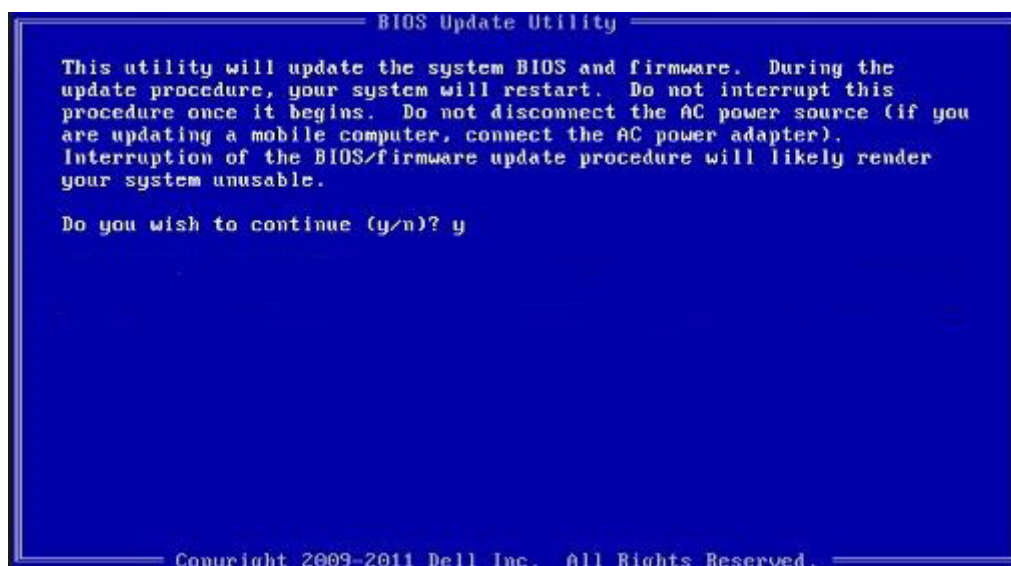 BIOS Update Utility
This utility will update the system BIOS and firmware. During the
update procedure, your system will restart. Do not interrupt this
procedure once it begins. Do not disconnect the AC power source (if you
are updating a mobile computer, connect the AC power adapter).
Interruption of the BIOS/firmware update procedure will likely render
your system unusable.
Do you wish to continue (y/n)? y
Copyright 2009-2011 Dell Inc. All Rights Reserved.